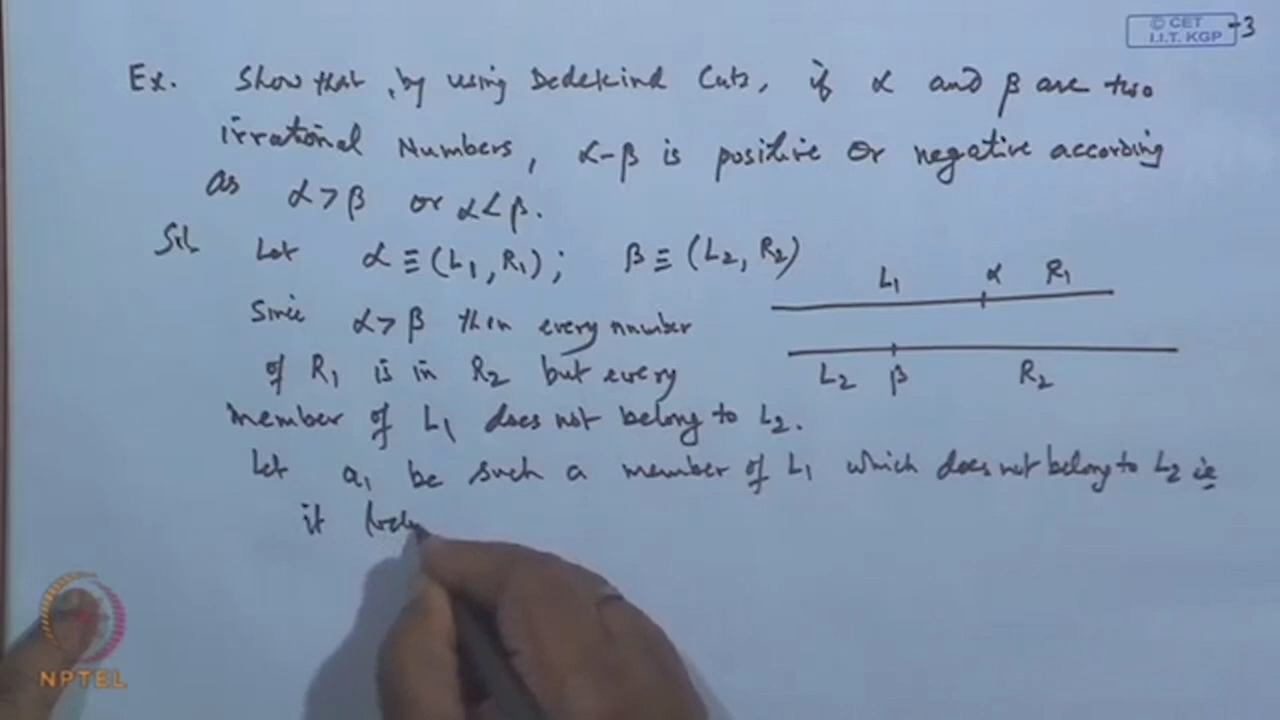 © CET
I.I.T. KGP
-3
Ex. Show that, by using Dedekind Cuts, if α and β are two
irrational Numbers, α-β is positive or negative according
as α > β or α < β.
Sol. Let α ≡ (L₁, R₁); β ≡ (L₂, R₂)
L₁ α R₁
Since α > β then every number
of R₁ is in R₂ but every
L₂ β R₂
member of L₁ does not belong to L₂.
Let a₁ be such a member of L₁ which does not belong to L₂ ie
it
NPTEL